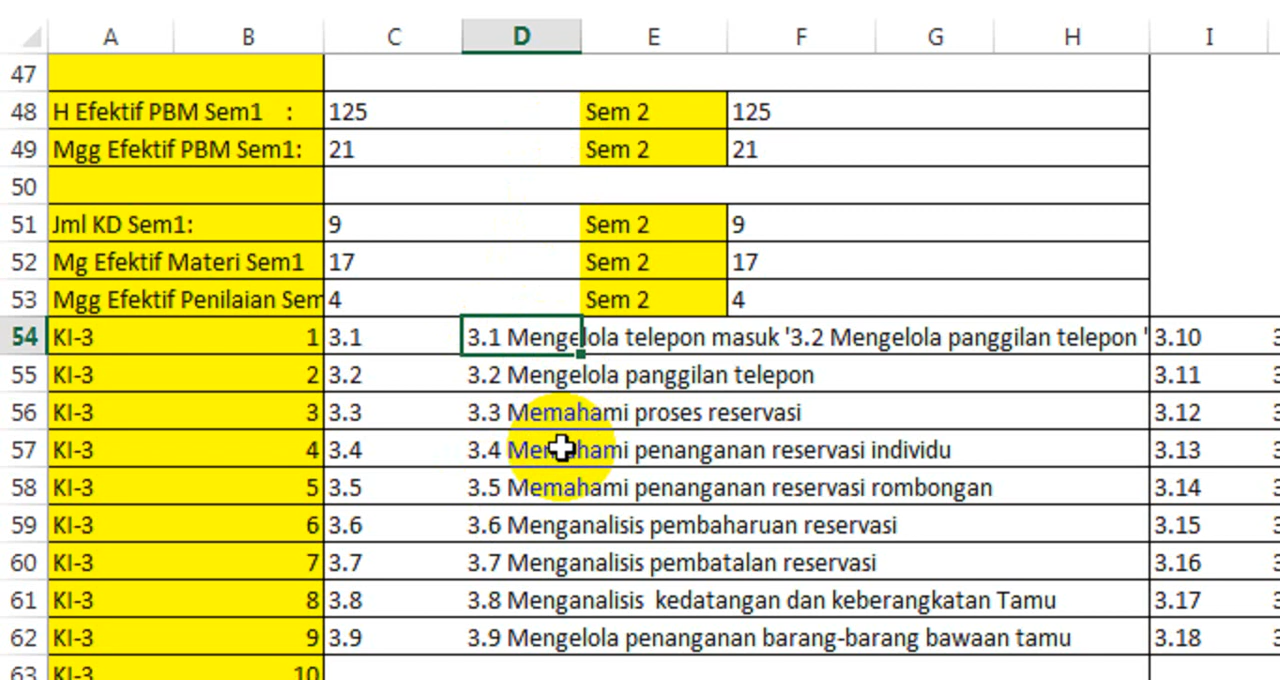 A B C D E F G H I
47
48 H Efektif PBM Sem1 : 125 Sem 2 125
49 Mgg Efektif PBM Sem1: 21 Sem 2 21
50
51 Jml KD Sem1: 9 Sem 2 9
52 Mg Efektif Materi Sem1 17 Sem 2 17
53 Mgg Efektif Penilaian Sem 4 Sem 2 4
54 KI-3 1 3.1 3.1 Mengelola telepon masuk '3.2 Mengelola panggilan telepon ' 3.10 3
55 KI-3 2 3.2 3.2 Mengelola panggilan telepon 3.11 3
56 KI-3 3 3.3 3.3 Memahami proses reservasi 3.12 3
57 KI-3 4 3.4 3.4 Memahami penanganan reservasi individu 3.13 3
58 KI-3 5 3.5 3.5 Memahami penanganan reservasi rombongan 3.14 3
59 KI-3 6 3.6 3.6 Menganalisis pembaharuan reservasi 3.15 3
60 KI-3 7 3.7 3.7 Menganalisis pembatalan reservasi 3.16 3
61 KI-3 8 3.8 3.8 Menganalisis kedatangan dan keberangkatan Tamu 3.17 3
62 KI-3 9 3.9 3.9 Mengelola penanganan barang-barang bawaan tamu 3.18 3
63 KI-3 10